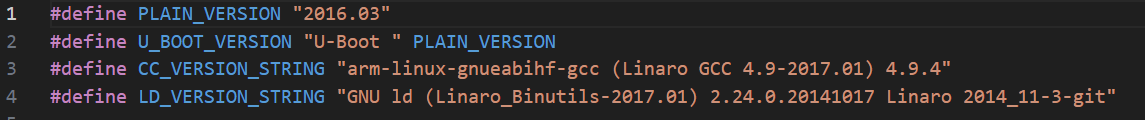 1 #define PLAIN_VERSION "2016.03"
2 #define U_BOOT_VERSION "U-Boot " PLAIN_VERSION
3 #define CC_VERSION_STRING "arm-linux-gnueabihf-gcc (Linaro GCC 4.9-2017.01) 4.9.4"
4 #define LD_VERSION_STRING "GNU ld (Linaro_Binutils-2017.01) 2.24.0.20141017 Linaro 2014_11-3-git"